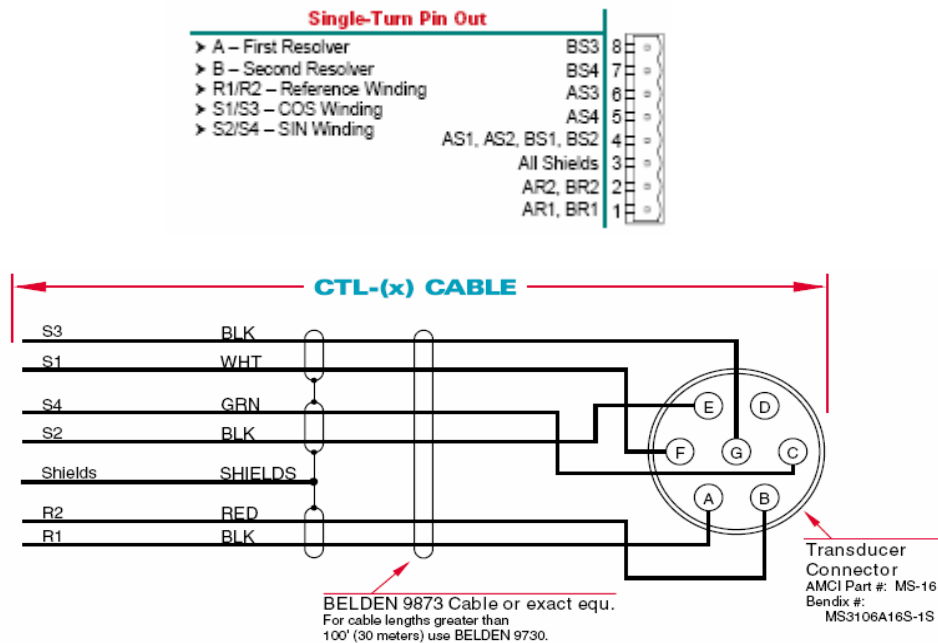 Single-Turn Pin Out
➤ A – First Resolver
➤ B – Second Resolver
➤ R1/R2 – Reference Winding
➤ S1/S3 – COS Winding
➤ S2/S4 – SIN Winding
BS3 8
BS4 7
AS3 6
AS4 5
AS1, AS2, BS1, BS2 4
All Shields 3
AR2, BR2 2
AR1, BR1 1
CTL-(x) CABLE
S3 BLK
S1 WHT
S4 GRN
S2 BLK
Shields SHIELDS
R2 RED
R1 BLK
E D
F G C
A B
Transducer
Connector
AMCI Part #: MS-16
Bendix #:
MS3106A16S-1S
BELDEN 9873 Cable or exact equ.
For cable lengths greater than
100' (30 meters) use BELDEN 9730.